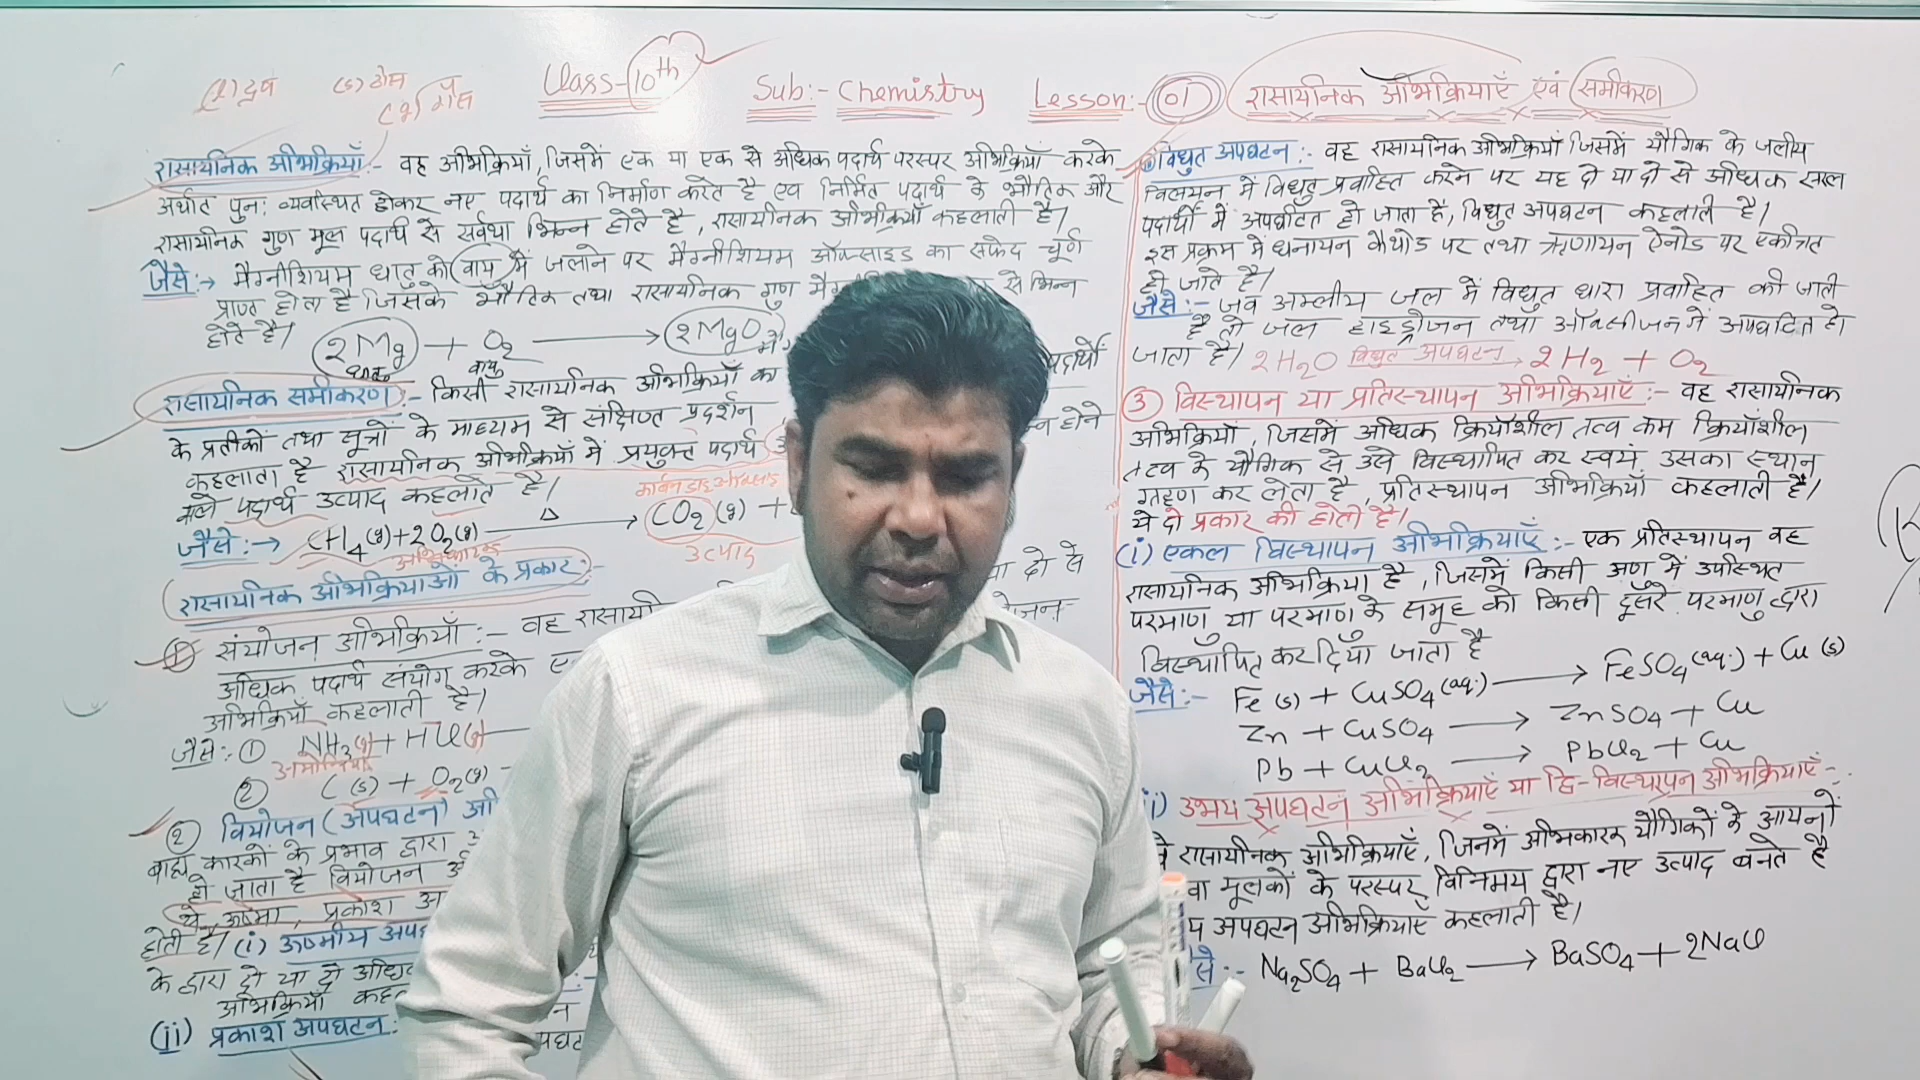 (l) द्रव (s) ठोस (g) गैस
Class-10th Sub:- Chemistry Lesson:- 01 रासायनिक अभिक्रियाएँ एवं समीकरण
रासायनिक अभिक्रियाँ:- वह अभिक्रियाँ, जिसमें एक या एक से अधिक पदार्थ परस्पर अभिक्रियाँ करके
अर्थात पुनः व्यवस्थित होकर नए पदार्थ का निर्माण करते है एवं निर्मित पदार्थ के भौतिक और
रासायनिक गुण मूल पदार्थ से सर्वथा भिन्न होते है, रासायनिक अभिक्रियाँ कहलाती है।
जैसे:→ मैग्नीशियम धातु को वायु में जलाने पर मैग्नीशियम ऑक्साइड का सफेद चूर्ण
प्राप्त होता है जिसके भौतिक तथा रासायनिक गुण से भिन्न
होते है।
2Mg + O2 → 2MgO
धातु वायु
रासायनिक समीकरण:- किसी रासायनिक अभिक्रियाँ का पदार्थो
के प्रतीकों तथा सूत्रों के माध्यम से संक्षिप्त प्रदर्शन
कहलाता है रासायनिक अभिक्रियाँ में प्रयुक्त पदार्थ होने
वाले पदार्थ उत्पाद कहलाते है।
कार्बन डाइ ऑक्साइड
जैसे:→ CH4(g)+2O2(g) Δ→ CO2(g) +
अभिकारक उत्पाद
रासायनिक अभिक्रियाओं के प्रकार:-
① संयोजन अभिक्रियाँ:- वह दो से
अधिक पदार्थ संयोग करके
अभिक्रियाँ कहलाती है।
जैसे:- ① NH3(g)+HCl(g)
अमोनिया
② C(s) + O2(g)
② वियोजन (अपघटन)
बाह्य कारकों के प्रभाव द्वारा
हो जाता है वियोजन
ये ऊष्मा, प्रकाश
होती है। (i) ऊष्मीय
के द्वारा दो या दो
अभिक्रियाँ
(ii) प्रकाश अपघटन:
विद्युत अपघटन:- वह रासायनिक अभिक्रियाँ जिसमें यौगिक के जलीय
विलयन में विद्युत प्रवाहित करने पर यह दो या दो से अधिक सरल
पदार्थो में अपघटित हो जाता है, विद्युत अपघटन कहलाता है।
इस प्रक्रम में धनायन कैथोड पर तथा ऋणायन ऐनोड पर एकत्रित
हो जाते है।
जैसे:- जब अम्लीय जल में विद्युत धारा प्रवाहित की जाती
है तो जल हाइड्रोजन तथा ऑक्सीजन में अपघटित हो
जाता है। 2H2O विद्युत अपघटन→ 2H2 + O2
③ विस्थापन या प्रतिस्थापन अभिक्रियाएँ:- वह रासायनिक
अभिक्रियाँ, जिसमें अधिक क्रियाशील तत्व कम क्रियाशील
तत्व के यौगिक से उसे विस्थापित कर स्वयं उसका स्थान
ग्रहण कर लेता है, प्रतिस्थापन अभिक्रियाँ कहलाती है।
ये दो प्रकार की होती है।
(i) एकल विस्थापन अभिक्रियाएँ:- एक प्रतिस्थापन वह
रासायनिक अभिक्रिया है, जिसमें किसी अणु में उपस्थित
परमाणु या परमाणु के समूह को किसी दूसरे परमाणु द्वारा
विस्थापित कर दिया जाता है
जैसे:- Fe(s) + CuSO4(aq.) → FeSO4(aq.) + Cu(s)
Zn + CuSO4 → ZnSO4 + Cu
Pb + CuCl2 → PbCl2 + Cu
ii) उभय अपघटन अभिक्रियाएँ या द्वि-विस्थापन अभिक्रियाएँ-
रासायनिक अभिक्रियाएँ, जिनमें अभिकारक यौगिकों के आयनों
मूलकों के परस्पर विनिमय द्वारा नए उत्पाद बनते है
अपघटन अभिक्रियाएँ कहलाती है।
Na2SO4 + BaCl2 → BaSO4 + 2NaCl